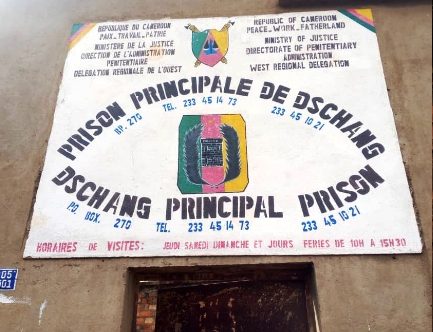 REPUBLIQUE DU CAMEROUN
PAIX_TRAVAIL_PATRIE
MINISTERE DE LA JUSTICE
DIRECTION DE L'ADMINISTRATION
PENITENTIAIRE
DELEGATION REGIONALE DE L'OUEST
REPUBLIC OF CAMEROON
PEACE_WORK_FATHERLAND
MINISTRY OF JUSTICE
DIRECTORATE OF PENITENTIARY
ADMINISTRATION
WEST REGIONAL DELEGATION
PRISON PRINCIPALE DE DSCHANG
BP. 270 TEL. 233 45 14 73 233 45 10 21
DSCHANG PRINCIPAL PRISON
PO. BOX. 270 TEL. 233 45 14 73 233 45 10 21
HORAIRES DE VISITES: JEUDI SAMEDI DIMANCHE ET JOURS FERIES DE 10H A 15H30